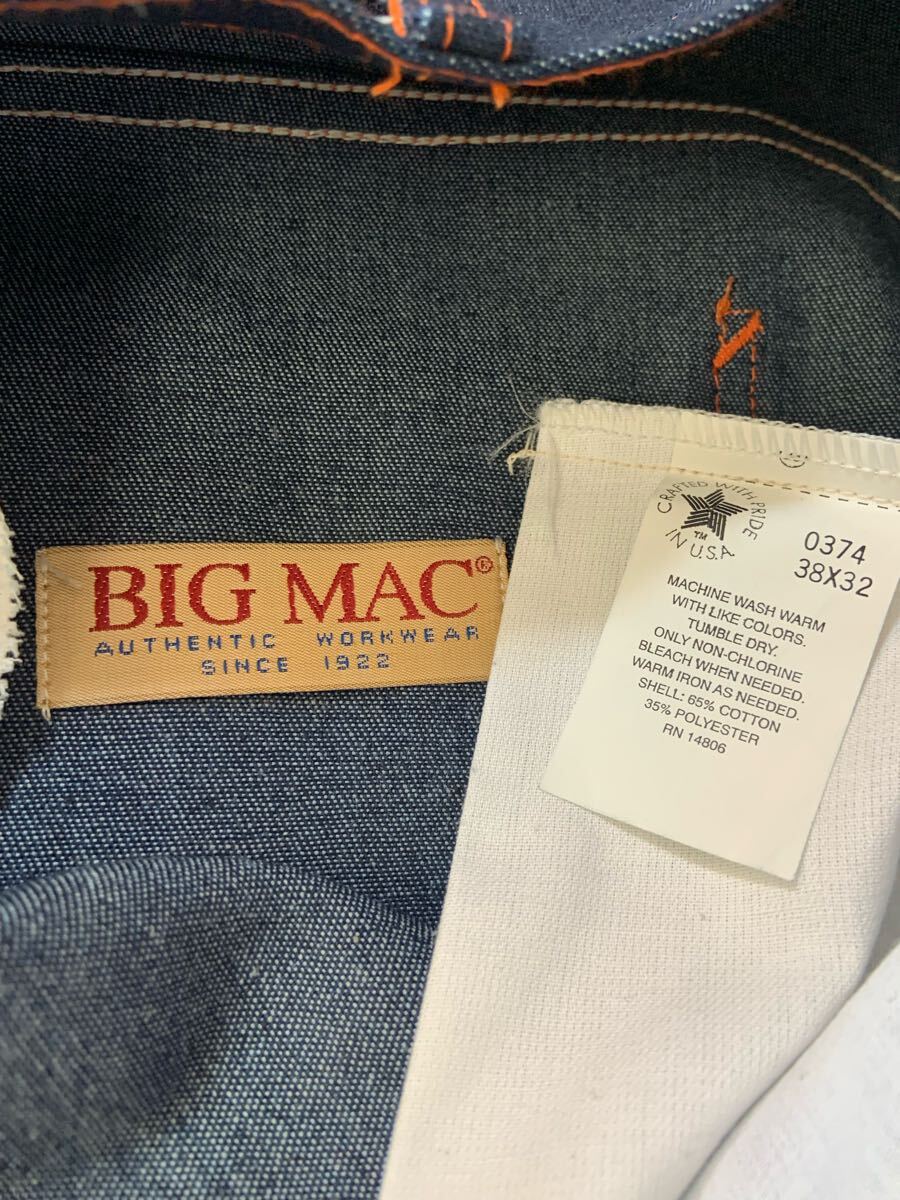 BIG MAC®
AUTHENTIC WORKWEAR
SINCE 1922
CRAFTED WITH PRIDE
TM
IN U.S.A
0374
38X32
MACHINE WASH WARM
WITH LIKE COLORS.
TUMBLE DRY.
ONLY NON-CHLORINE
BLEACH WHEN NEEDED.
WARM IRON AS NEEDED.
SHELL: 65% COTTON
35% POLYESTER
RN 14806